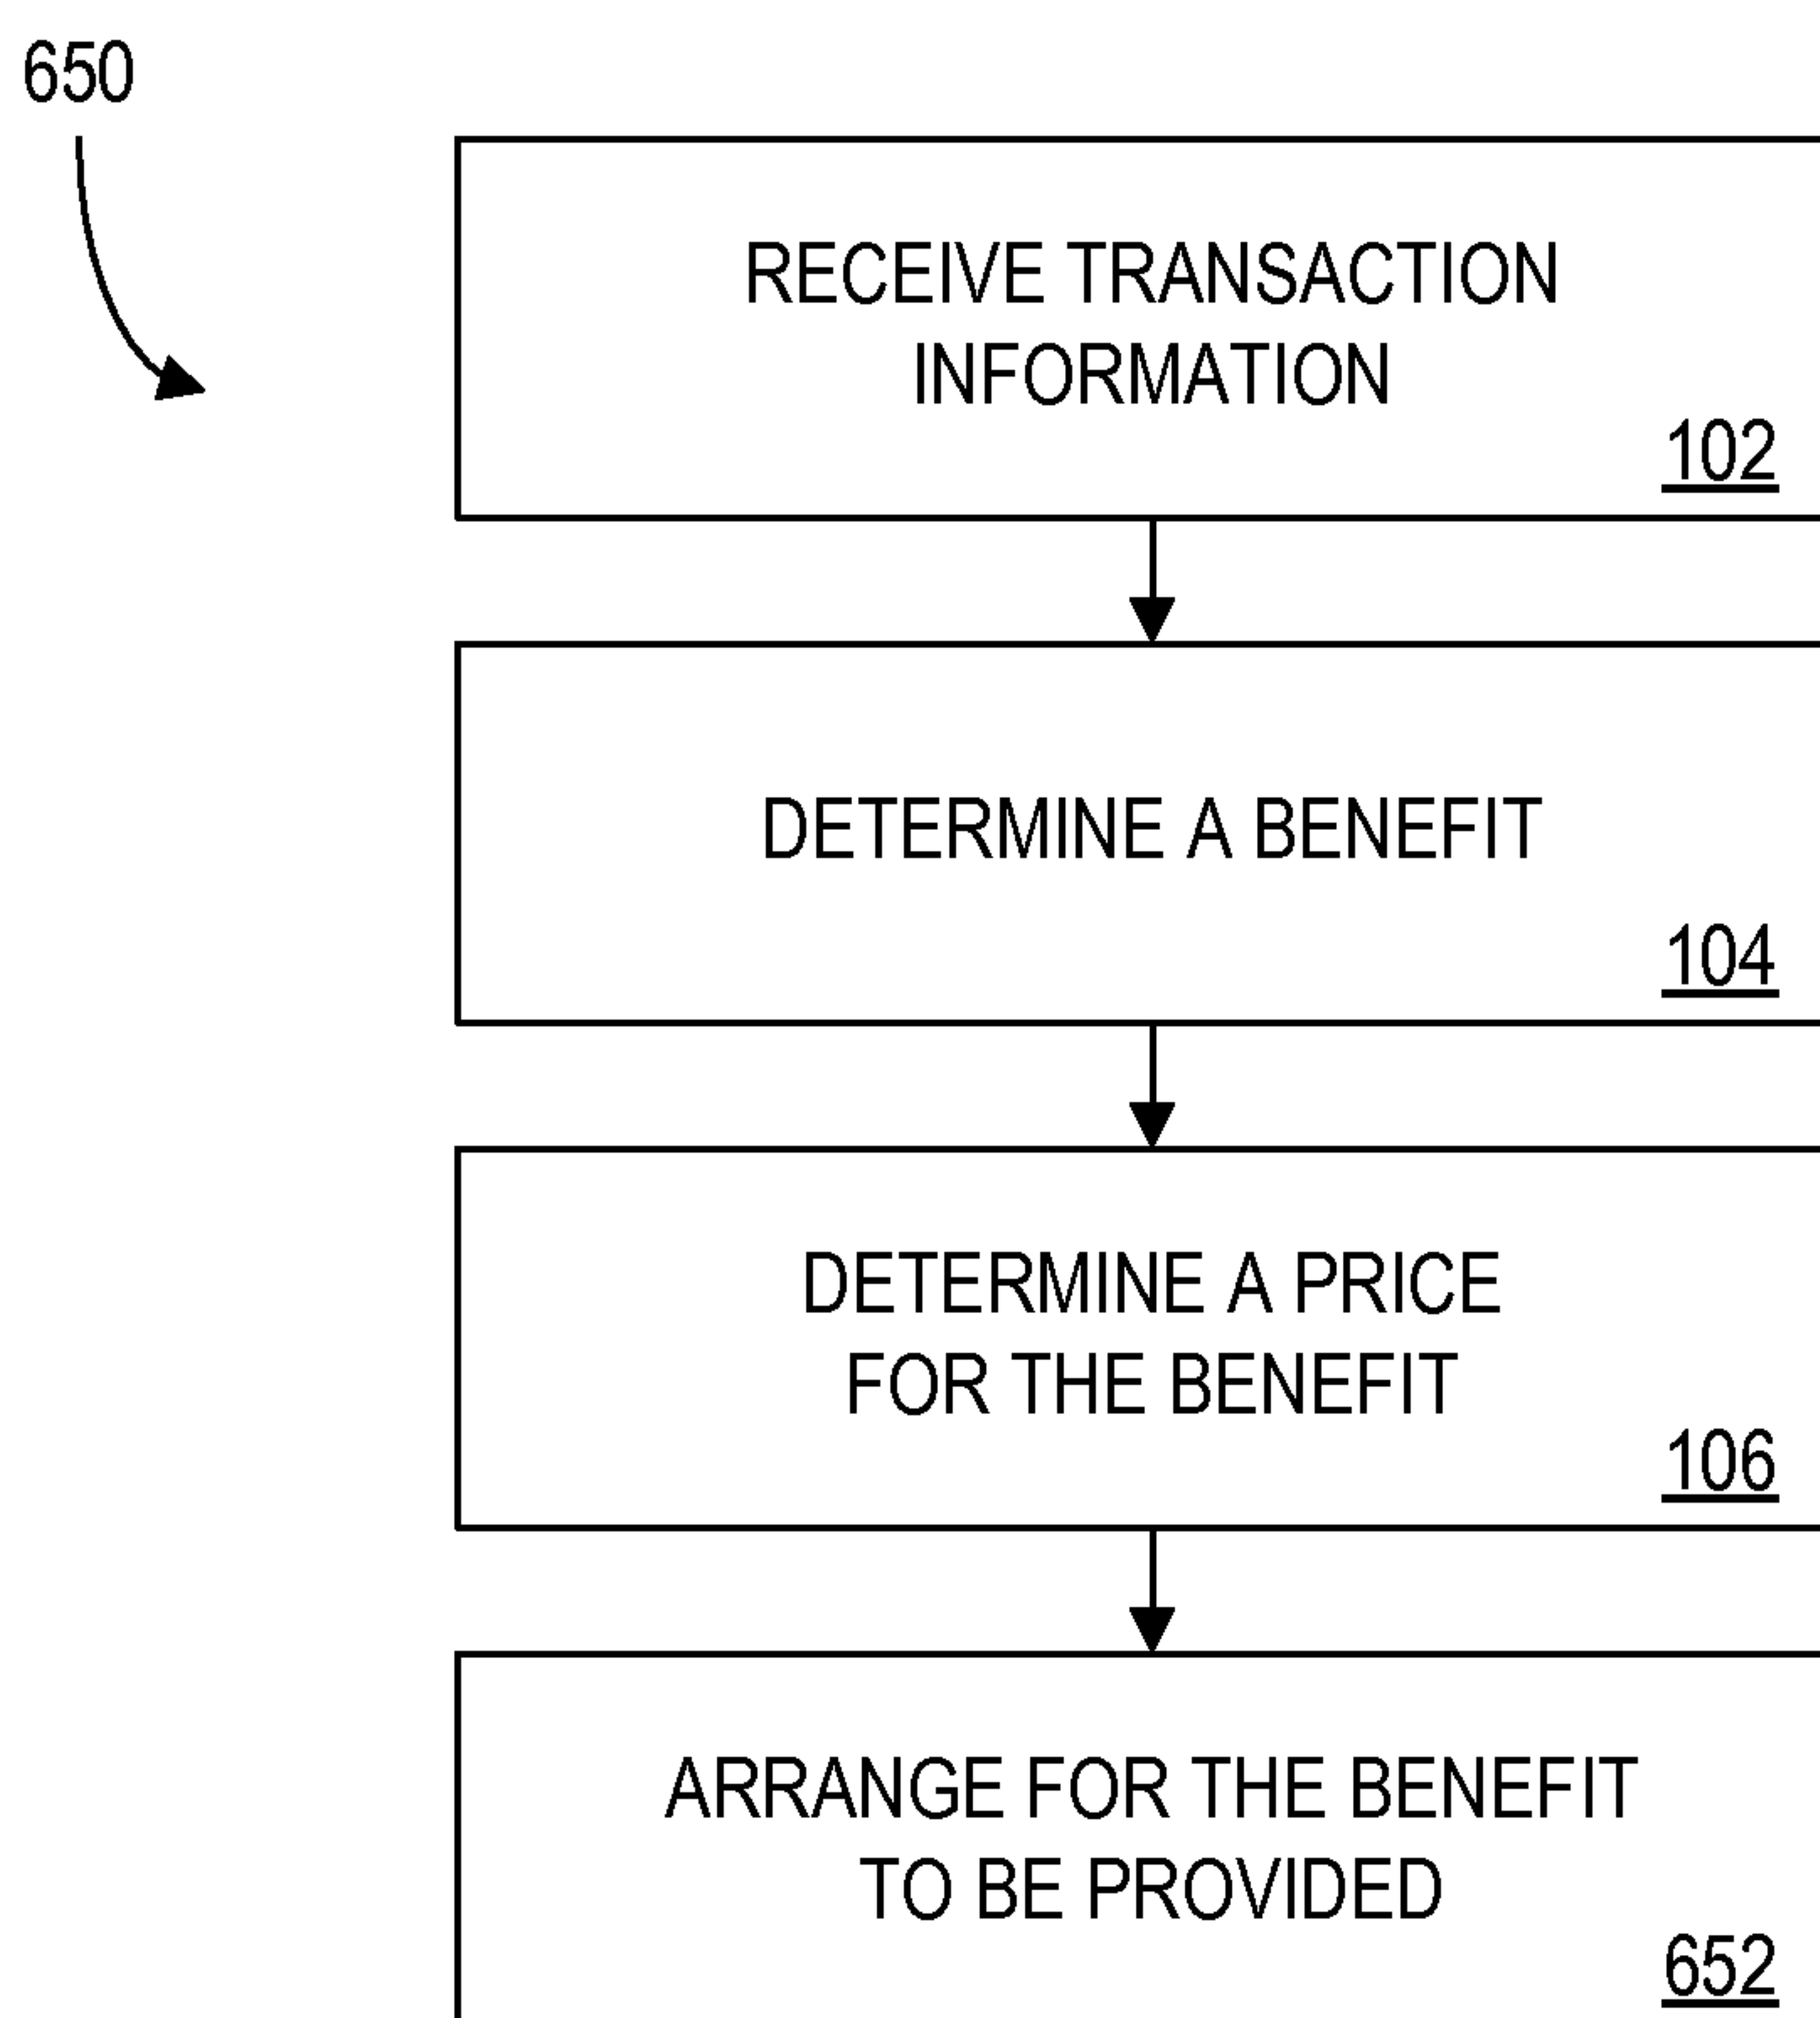 650
RECEIVE TRANSACTION
INFORMATION
102
DETERMINE A BENEFIT
104
DETERMINE A PRICE
FOR THE BENEFIT
106
ARRANGE FOR THE BENEFIT
TO BE PROVIDED
652